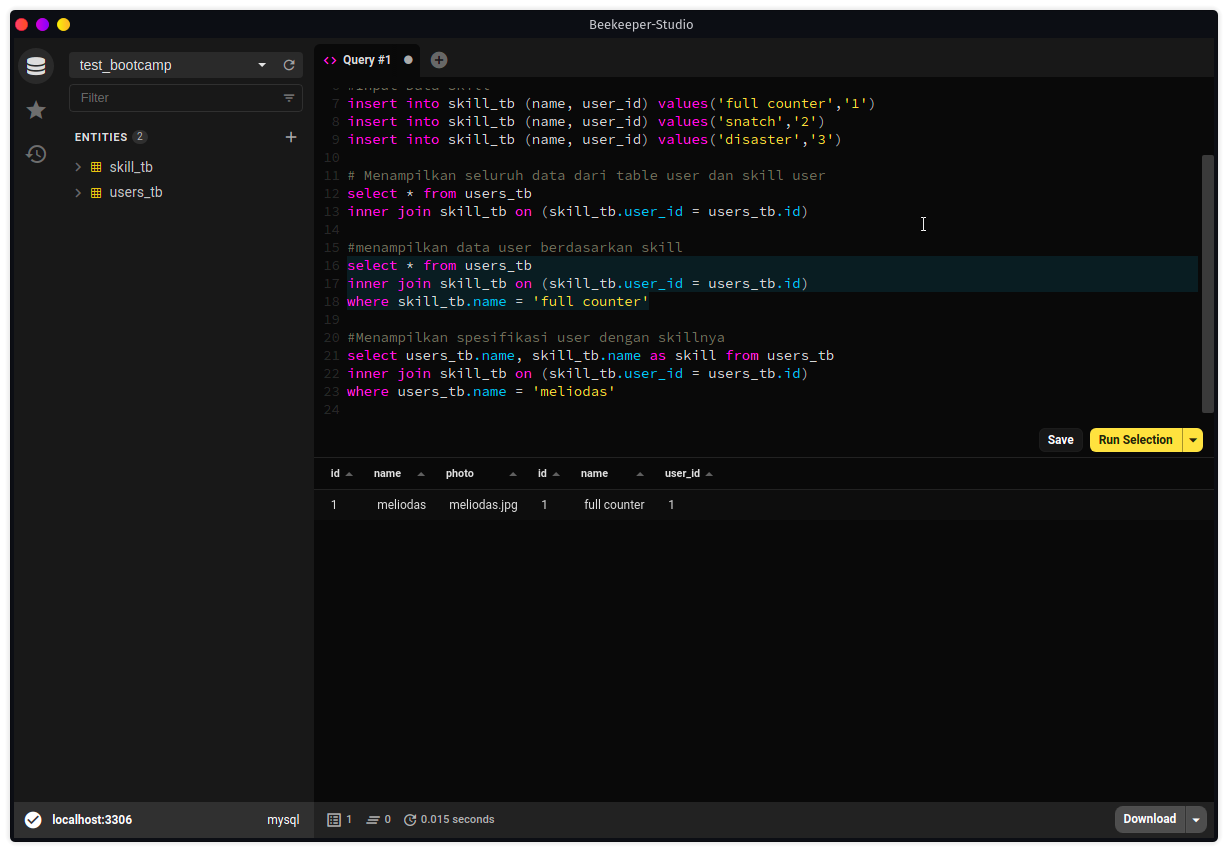 Beekeeper-Studio
test_bootcamp
Filter
ENTITIES 2
skill_tb
users_tb
<> Query #1
6 #Input Data Skill
7 insert into skill_tb (name, user_id) values('full counter','1')
8 insert into skill_tb (name, user_id) values('snatch','2')
9 insert into skill_tb (name, user_id) values('disaster','3')
10
11 # Menampilkan seluruh data dari table user dan skill user
12 select * from users_tb
13 inner join skill_tb on (skill_tb.user_id = users_tb.id)
14
15 #menampilkan data user berdasarkan skill
16 select * from users_tb
17 inner join skill_tb on (skill_tb.user_id = users_tb.id)
18 where skill_tb.name = 'full counter'
19
20 #Menampilkan spesifikasi user dengan skillnya
21 select users_tb.name, skill_tb.name as skill from users_tb
22 inner join skill_tb on (skill_tb.user_id = users_tb.id)
23 where users_tb.name = 'meliodas'
24
Save
Run Selection
id name photo id name user_id
1 meliodas meliodas.jpg 1 full counter 1
localhost:3306 mysql
1 0 0.015 seconds
Download